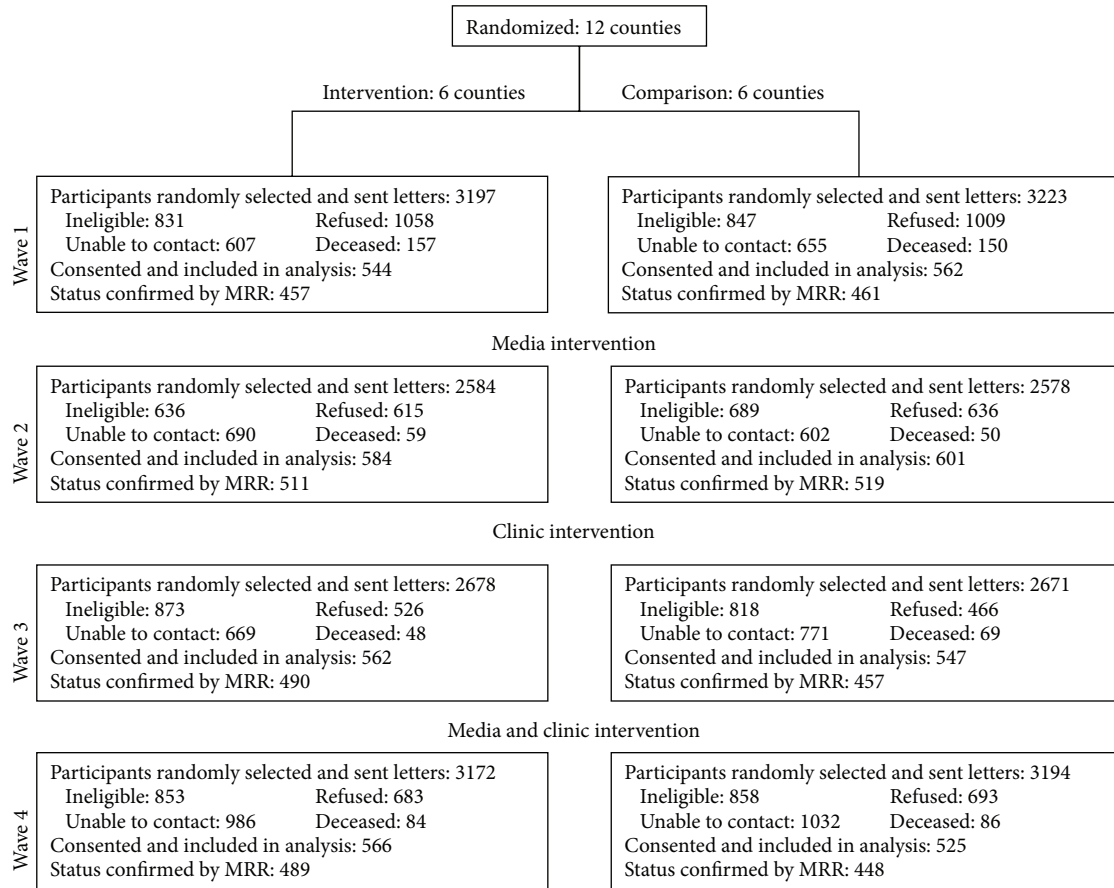 Randomized: 12 counties
Intervention: 6 counties
Comparison: 6 counties
Wave 1
Participants randomly selected and sent letters: 3197
Ineligible: 831 Refused: 1058
Unable to contact: 607 Deceased: 157
Consented and included in analysis: 544
Status confirmed by MRR: 457
Participants randomly selected and sent letters: 3223
Ineligible: 847 Refused: 1009
Unable to contact: 655 Deceased: 150
Consented and included in analysis: 562
Status confirmed by MRR: 461
Media intervention
Wave 2
Participants randomly selected and sent letters: 2584
Ineligible: 636 Refused: 615
Unable to contact: 690 Deceased: 59
Consented and included in analysis: 584
Status confirmed by MRR: 511
Participants randomly selected and sent letters: 2578
Ineligible: 689 Refused: 636
Unable to contact: 602 Deceased: 50
Consented and included in analysis: 601
Status confirmed by MRR: 519
Clinic intervention
Wave 3
Participants randomly selected and sent letters: 2678
Ineligible: 873 Refused: 526
Unable to contact: 669 Deceased: 48
Consented and included in analysis: 562
Status confirmed by MRR: 490
Participants randomly selected and sent letters: 2671
Ineligible: 818 Refused: 466
Unable to contact: 771 Deceased: 69
Consented and included in analysis: 547
Status confirmed by MRR: 457
Media and clinic intervention
Wave 4
Participants randomly selected and sent letters: 3172
Ineligible: 853 Refused: 683
Unable to contact: 986 Deceased: 84
Consented and included in analysis: 566
Status confirmed by MRR: 489
Participants randomly selected and sent letters: 3194
Ineligible: 858 Refused: 693
Unable to contact: 1032 Deceased: 86
Consented and included in analysis: 525
Status confirmed by MRR: 448